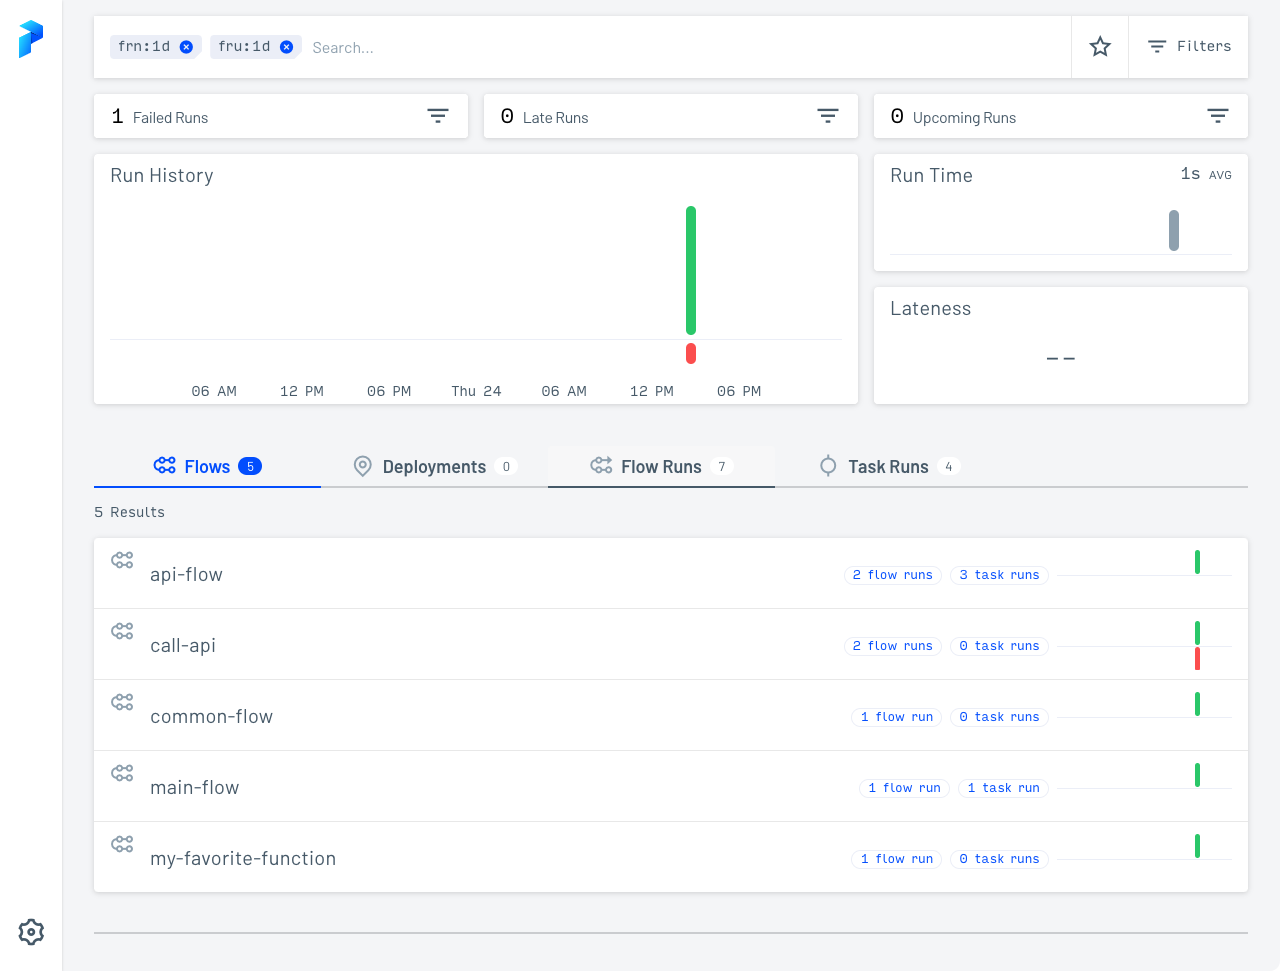 frn:1d fru:1d Search... Filters
1 Failed Runs 0 Late Runs 0 Upcoming Runs
Run History
Run Time 1s AVG
Lateness
--
06 AM 12 PM 06 PM Thu 24 06 AM 12 PM 06 PM
Flows 5 Deployments 0 Flow Runs 7 Task Runs 4
5 Results
api-flow 2 flow runs 3 task runs
call-api 2 flow runs 0 task runs
common-flow 1 flow run 0 task runs
main-flow 1 flow run 1 task run
my-favorite-function 1 flow run 0 task runs